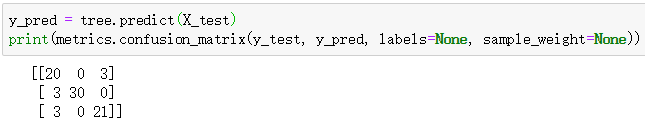 y_pred = tree.predict(X_test)
print(metrics.confusion_matrix(y_test, y_pred, labels=None, sample_weight=None))
[[20  0  3]
 [ 3 30  0]
 [ 3  0 21]]